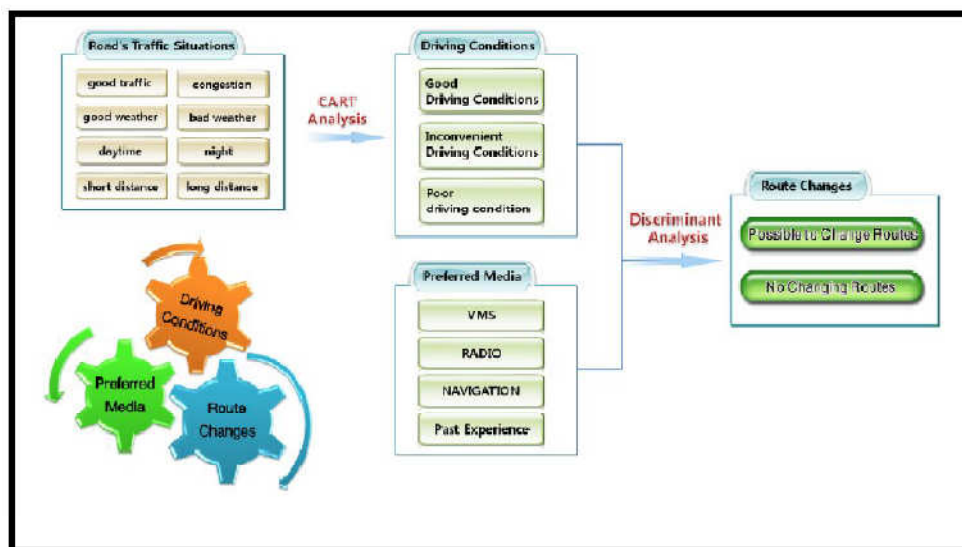 Road's Traffic Situations
good traffic
congestion
good weather
bad weather
daytime
night
short distance
long distance
CART
Analysis
Driving Conditions
Good
Driving Conditions
Inconvenient
Driving Conditions
Poor
driving condition
Preferred Media
VMS
RADIO
NAVIGATION
Past Experience
Discriminant
Analysis
Route Changes
Possible to Change Routes
No Changing Routes
Driving
Conditions
Preferred
Media
Route
Changes